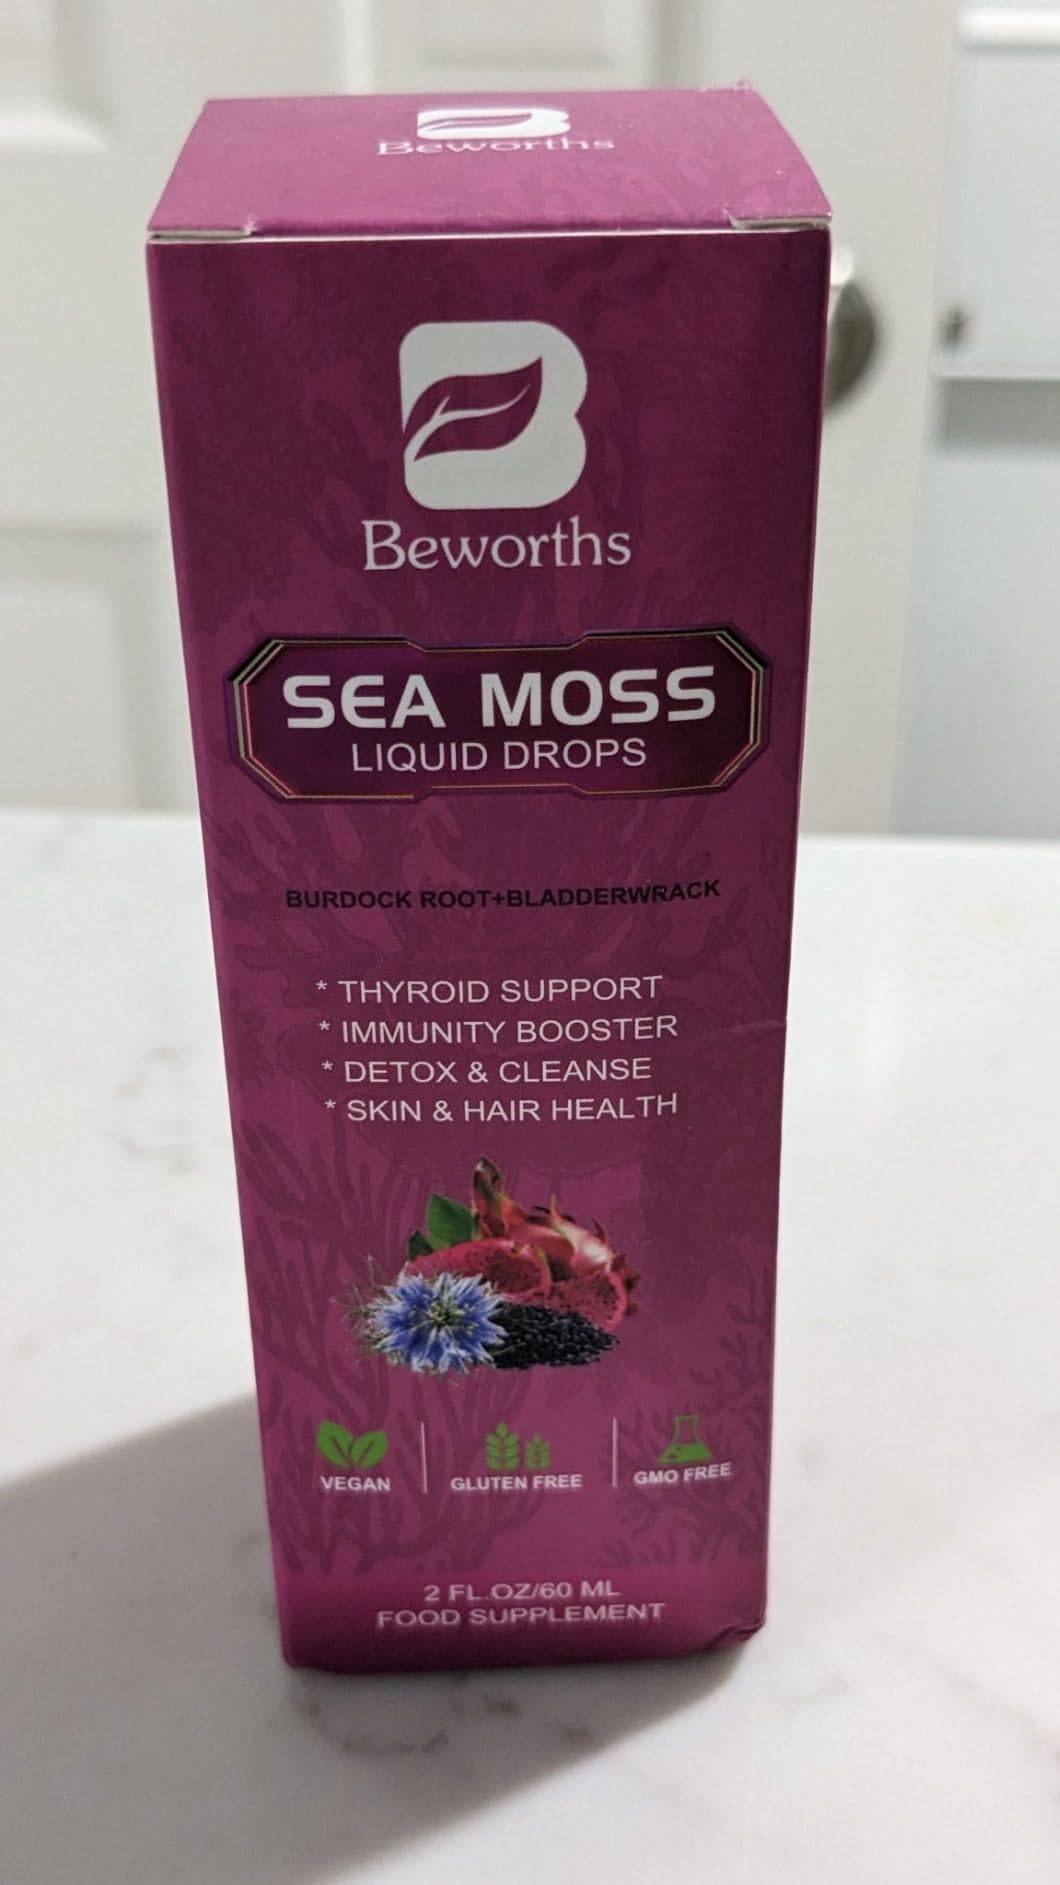 Beworths
Beworths
SEA MOSS
LIQUID DROPS
BURDOCK ROOT+BLADDERWRACK
* THYROID SUPPORT
* IMMUNITY BOOSTER
* DETOX & CLEANSE
* SKIN & HAIR HEALTH
VEGAN GLUTEN FREE GMO FREE
2 FL.OZ/60 ML
FOOD SUPPLEMENT